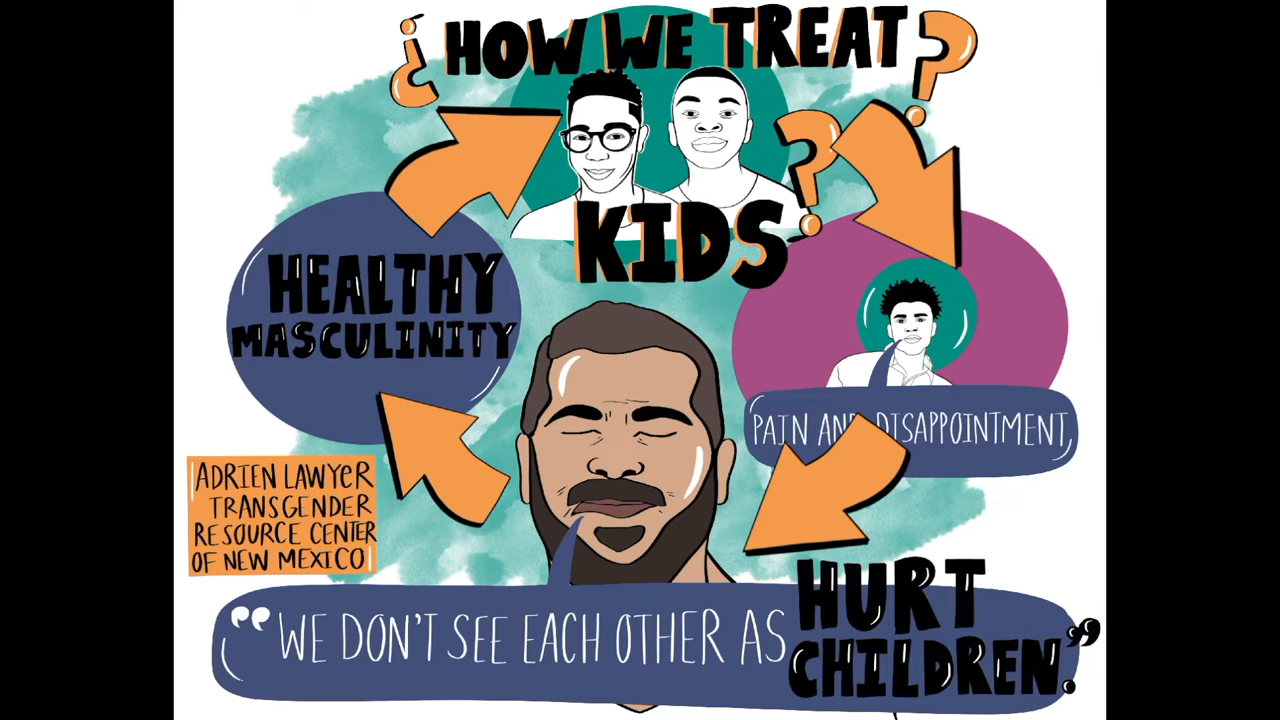 ¿HOW WE TREAT?
KIDS?
HEALTHY
MASCULINITY
PAIN AND DISAPPOINTMENT
ADRIEN LAWYER
TRANSGENDER
RESOURCE CENTER
OF NEW MEXICO
"WE DON'T SEE EACH OTHER AS HURT
CHILDREN."